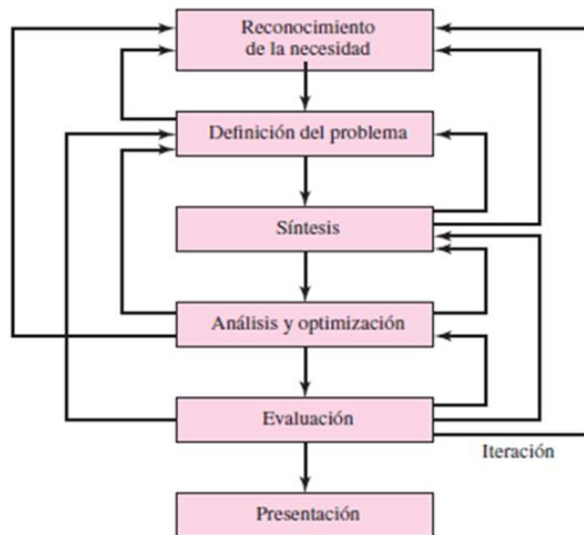 Reconocimiento
de la necesidad
Definición del problema
Síntesis
Análisis y optimización
Evaluación
Iteración
Presentación